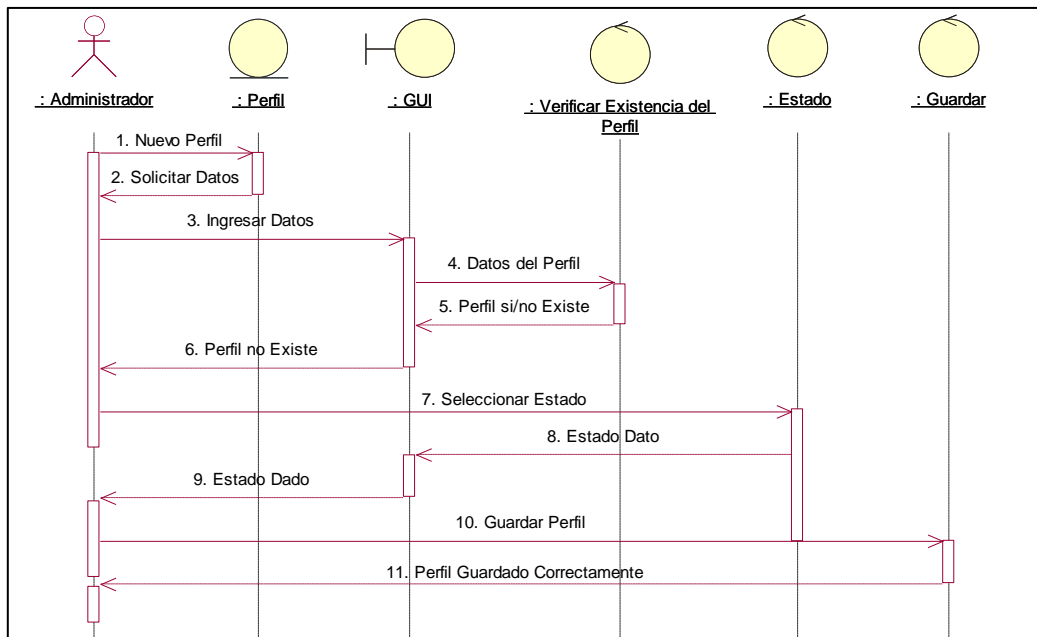 : Administrador
: Perfil
: GUI
: Verificar Existencia del
Perfil
: Estado
: Guardar
1. Nuevo Perfil
2. Solicitar Datos
3. Ingresar Datos
4. Datos del Perfil
5. Perfil si/no Existe
6. Perfil no Existe
7. Seleccionar Estado
8. Estado Dato
9. Estado Dado
10. Guardar Perfil
11. Perfil Guardado Correctamente